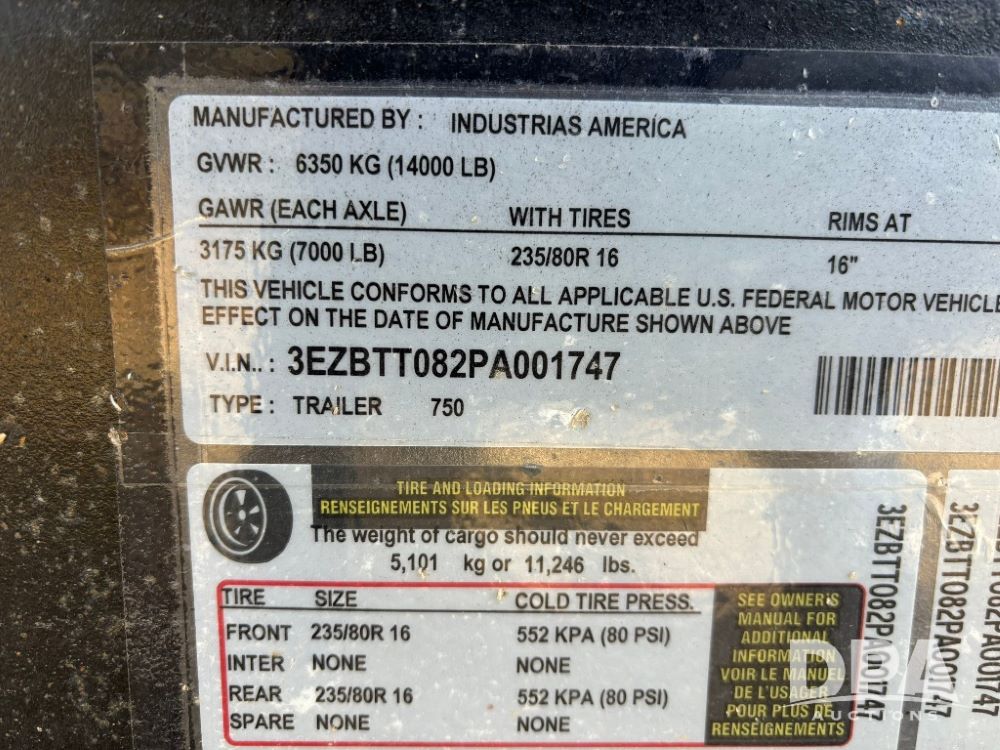 MANUFACTURED BY : INDUSTRIAS AMERICA
GVWR : 6350 KG (14000 LB)
GAWR (EACH AXLE) WITH TIRES RIMS AT
3175 KG (7000 LB) 235/80R 16 16"
THIS VEHICLE CONFORMS TO ALL APPLICABLE U.S. FEDERAL MOTOR VEHICLE
EFFECT ON THE DATE OF MANUFACTURE SHOWN ABOVE
V.I.N.. : 3EZBTT082PA001747
TYPE : TRAILER 750
TIRE AND LOADING INFORMATION
RENSEIGNEMENTS SUR LES PNEUS ET LE CHARGEMENT
The weight of cargo should never exceed
5,101 kg or 11,246 lbs.
TIRE SIZE COLD TIRE PRESS.
FRONT 235/80R 16 552 KPA (80 PSI)
INTER NONE NONE
REAR 235/80R 16 552 KPA (80 PSI)
SPARE NONE NONE
SEE OWNER'S
MANUAL FOR
ADDITIONAL
INFORMATION
VOIR LE MANUEL
DE L'USAGER
POUR PLUS DE
RENSEIGNEMENTS
3EZBTT082PA001747
3EZBTT082PA001747
3EZBTT082PA001747
DPA
AUCTIONS